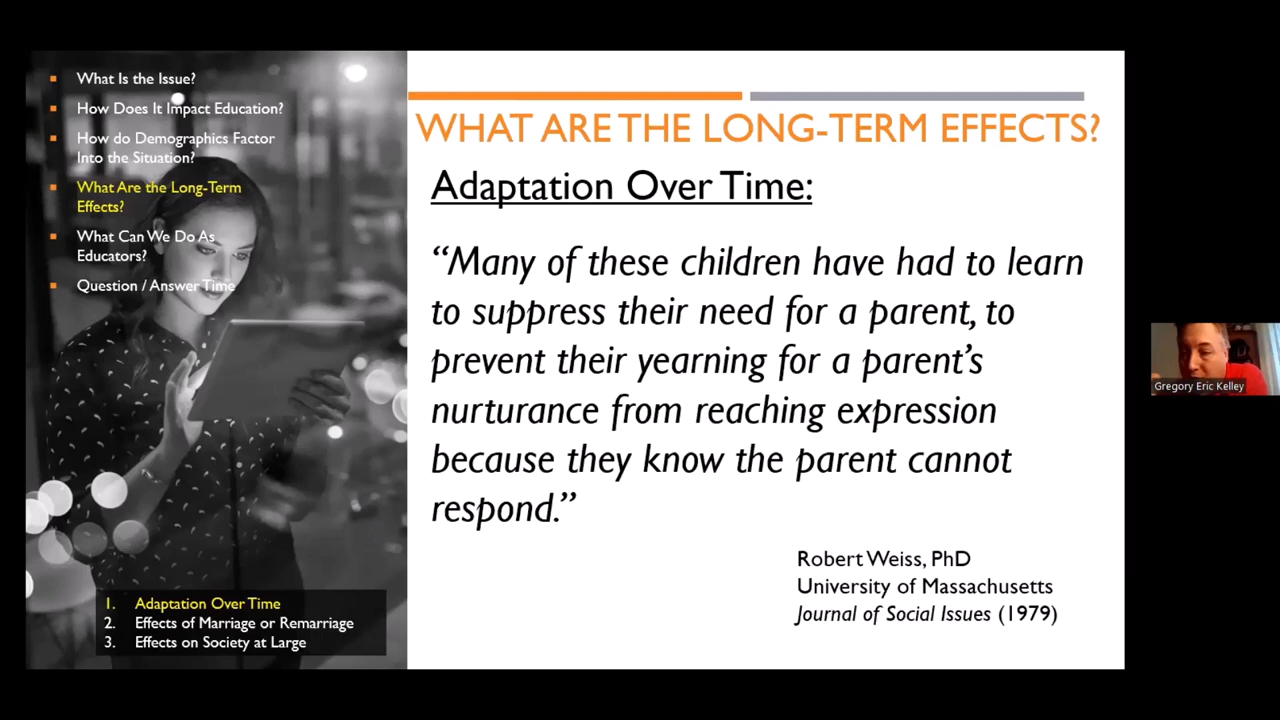 What Is the Issue?
How Does It Impact Education?
How do Demographics Factor
Into the Situation?
What Are the Long-Term
Effects?
What Can We Do As
Educators?
Question / Answer Time
1. Adaptation Over Time
2. Effects of Marriage or Remarriage
3. Effects on Society at Large
WHAT ARE THE LONG-TERM EFFECTS?
Adaptation Over Time:
“Many of these children have had to learn
to suppress their need for a parent, to
prevent their yearning for a parent’s
nurturance from reaching expression
because they know the parent cannot
respond.”
Robert Weiss, PhD
University of Massachusetts
Journal of Social Issues (1979)
Gregory Eric Kelley